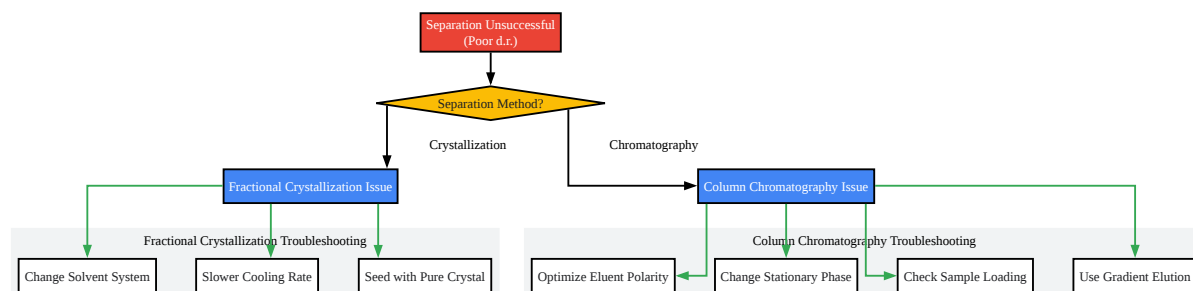 Separation Unsuccessful
(Poor d.r.)
Separation Method?
Crystallization
Chromatography
Fractional Crystallization Issue
Column Chromatography Issue
Fractional Crystallization Troubleshooting
Column Chromatography Troubleshooting
Change Solvent System
Slower Cooling Rate
Seed with Pure Crystal
Optimize Eluent Polarity
Change Stationary Phase
Check Sample Loading
Use Gradient Elution